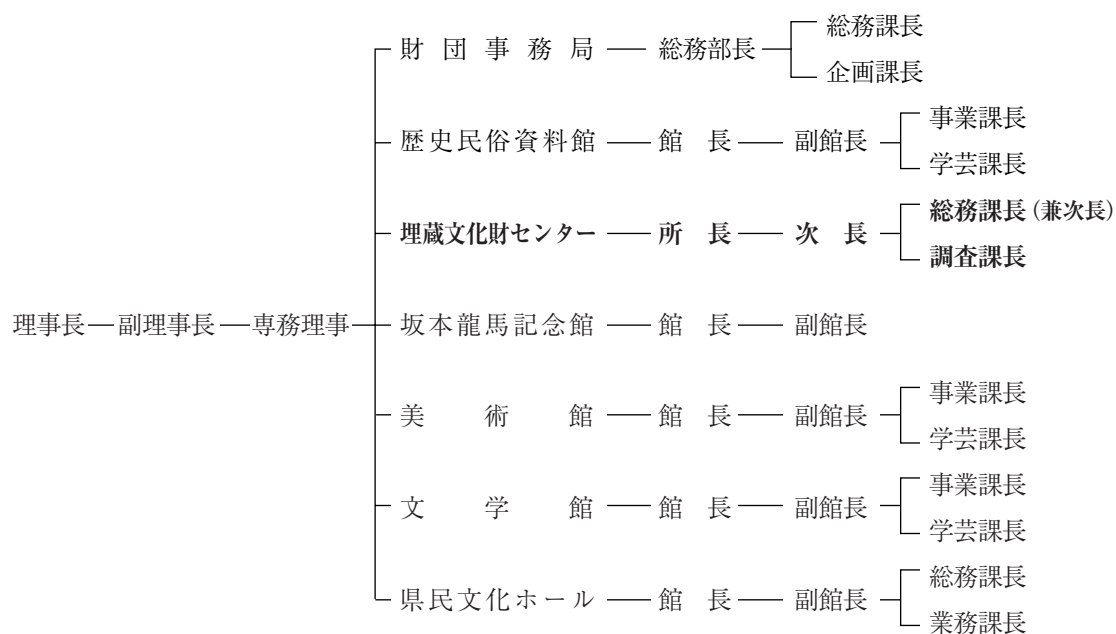 総務課長
財団事務局 総務部長
企画課長
事業課長
歴史民俗資料館 館長 副館長
学芸課長
総務課長(兼次長)
埋蔵文化財センター 所長 次長
調査課長
理事長 副理事長 専務理事 坂本龍馬記念館 館長 副館長
事業課長
美術館 館長 副館長
学芸課長
事業課長
文学館 館長 副館長
学芸課長
総務課長
県民文化ホール 館長 副館長
業務課長